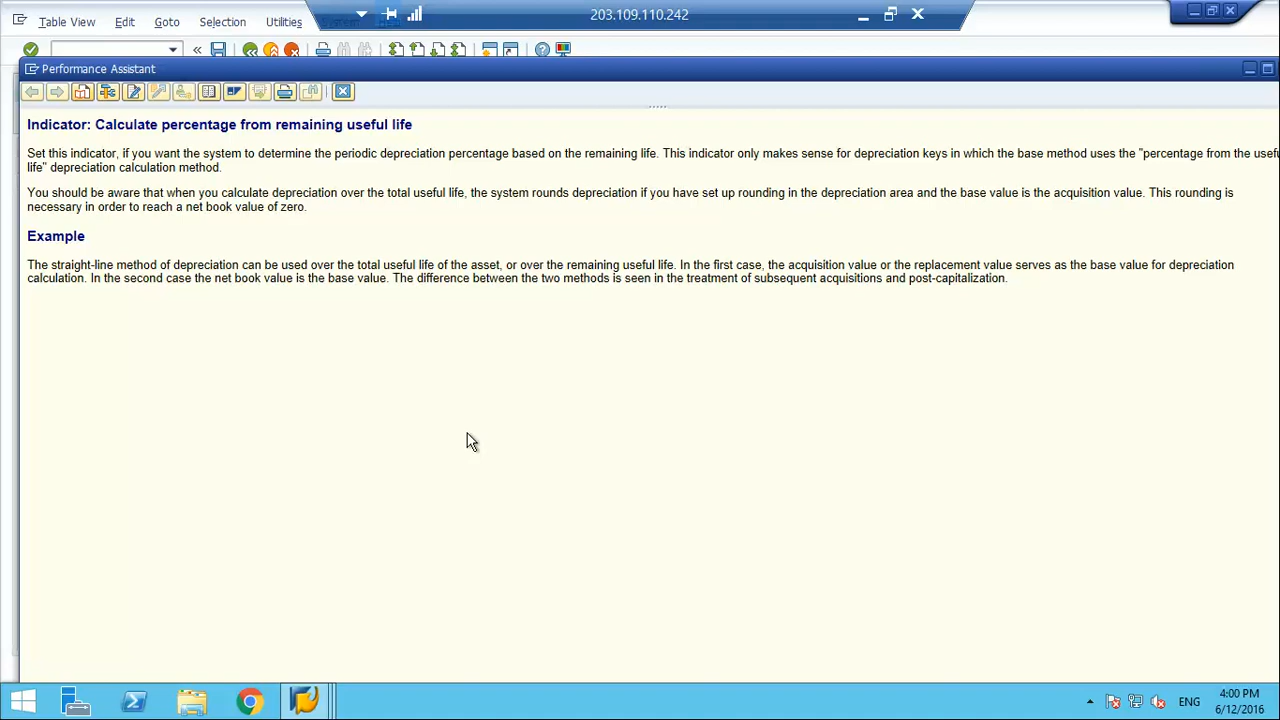 Table View Edit Goto Selection Utilities System Help 203.109.110.242
Performance Assistant
Indicator: Calculate percentage from remaining useful life
Set this indicator, if you want the system to determine the periodic depreciation percentage based on the remaining life. This indicator only makes sense for depreciation keys in which the base method uses the "percentage from the usefu
life" depreciation calculation method.
You should be aware that when you calculate depreciation over the total useful life, the system rounds depreciation if you have set up rounding in the depreciation area and the base value is the acquisition value. This rounding is
necessary in order to reach a net book value of zero.
Example
The straight-line method of depreciation can be used over the total useful life of the asset, or over the remaining useful life. In the first case, the acquisition value or the replacement value serves as the base value for depreciation
calculation. In the second case the net book value is the base value. The difference between the two methods is seen in the treatment of subsequent acquisitions and post-capitalization.
4:00 PM
ENG
6/12/2016